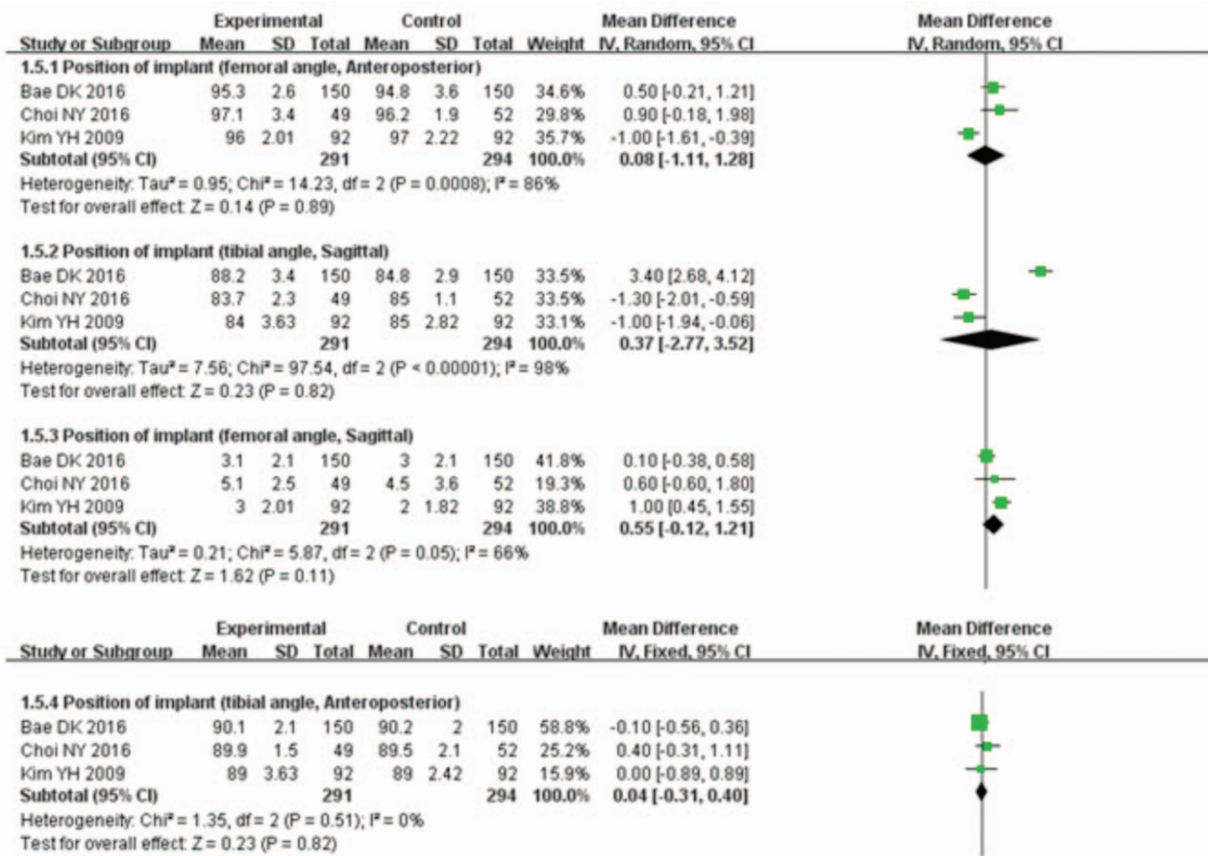 Experimental Control Mean Difference Mean Difference
Study or Subgroup Mean SD Total Mean SD Total Weight IV, Random, 95% CI IV, Random, 95% CI
1.5.1 Position of implant (femoral angle, Anteroposterior)
Bae DK 2016 95.3 2.6 150 94.8 3.6 150 34.6% 0.50 [-0.21, 1.21]
Choi NY 2016 97.1 3.4 49 96.2 1.9 52 29.8% 0.90 [-0.18, 1.98]
Kim YH 2009 96 2.01 92 97 2.22 92 35.7% -1.00 [-1.61, -0.39]
Subtotal (95% CI) 291 294 100.0% 0.08 [-1.11, 1.28]
Heterogeneity: Tau² = 0.95; Chi² = 14.23, df = 2 (P = 0.0008); I² = 86%
Test for overall effect: Z = 0.14 (P = 0.89)
1.5.2 Position of implant (tibial angle, Sagittal)
Bae DK 2016 88.2 3.4 150 84.8 2.9 150 33.5% 3.40 [2.68, 4.12]
Choi NY 2016 83.7 2.3 49 85 1.1 52 33.5% -1.30 [-2.01, -0.59]
Kim YH 2009 84 3.63 92 85 2.82 92 33.1% -1.00 [-1.94, -0.06]
Subtotal (95% CI) 291 294 100.0% 0.37 [-2.77, 3.52]
Heterogeneity: Tau² = 7.56; Chi² = 97.54, df = 2 (P < 0.00001); I² = 98%
Test for overall effect: Z = 0.23 (P = 0.82)
1.5.3 Position of implant (femoral angle, Sagittal)
Bae DK 2016 3.1 2.1 150 3 2.1 150 41.8% 0.10 [-0.38, 0.58]
Choi NY 2016 5.1 2.5 49 4.5 3.6 52 19.3% 0.60 [-0.60, 1.80]
Kim YH 2009 3 2.01 92 2 1.82 92 38.8% 1.00 [0.45, 1.55]
Subtotal (95% CI) 291 294 100.0% 0.55 [-0.12, 1.21]
Heterogeneity: Tau² = 0.21; Chi² = 5.87, df = 2 (P = 0.05); I² = 66%
Test for overall effect: Z = 1.62 (P = 0.11)
Experimental Control Mean Difference Mean Difference
Study or Subgroup Mean SD Total Mean SD Total Weight IV, Fixed, 95% CI IV, Fixed, 95% CI
1.5.4 Position of implant (tibial angle, Anteroposterior)
Bae DK 2016 90.1 2.1 150 90.2 2 150 58.8% -0.10 [-0.56, 0.36]
Choi NY 2016 89.9 1.5 49 89.5 2.1 52 25.2% 0.40 [-0.31, 1.11]
Kim YH 2009 89 3.63 92 89 2.42 92 15.9% 0.00 [-0.89, 0.89]
Subtotal (95% CI) 291 294 100.0% 0.04 [-0.31, 0.40]
Heterogeneity: Chi² = 1.35, df = 2 (P = 0.51); I² = 0%
Test for overall effect: Z = 0.23 (P = 0.82)